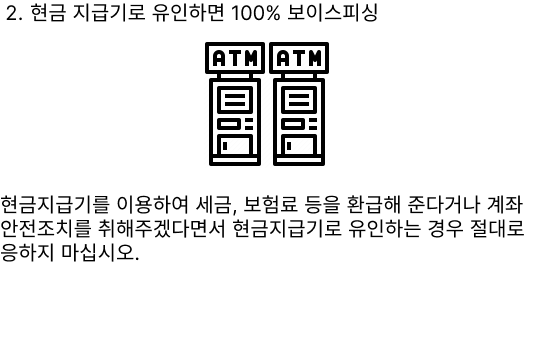 2. 현금 지급기로 유인하면 100% 보이스피싱
ATM ATM
현금지급기를 이용하여 세금, 보험료 등을 환급해 준다거나 계좌
안전조치를 취해주겠다면서 현금지급기로 유인하는 경우 절대로
응하지 마십시오.